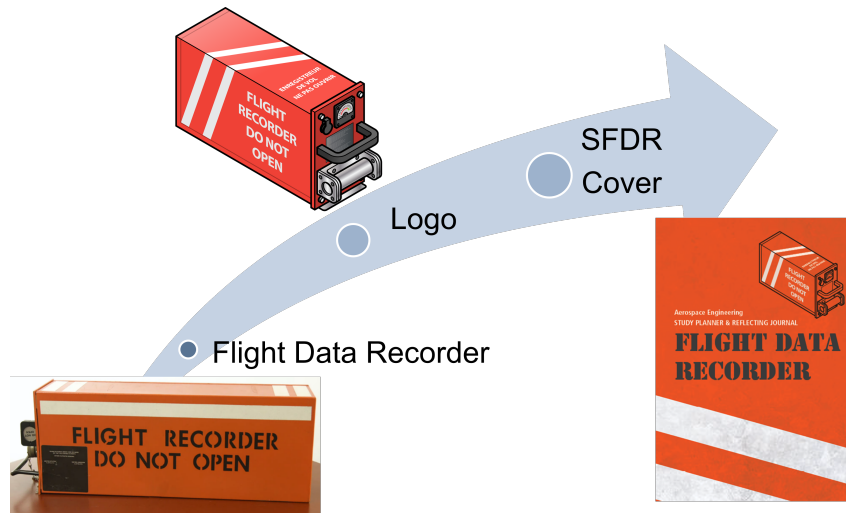 ENREGISTREUR
DE VOL
NE PAS OUVRIR
FLIGHT
RECORDER
DO NOT
OPEN
SFDR
Cover
Logo
Flight Data Recorder
FLIGHT RECORDER
DO NOT OPEN
FLIGHT
RECORDER
DO NOT
OPEN
Aerospace Engineering
STUDY PLANNER & REFLECTING JOURNAL
FLIGHT DATA
RECORDER